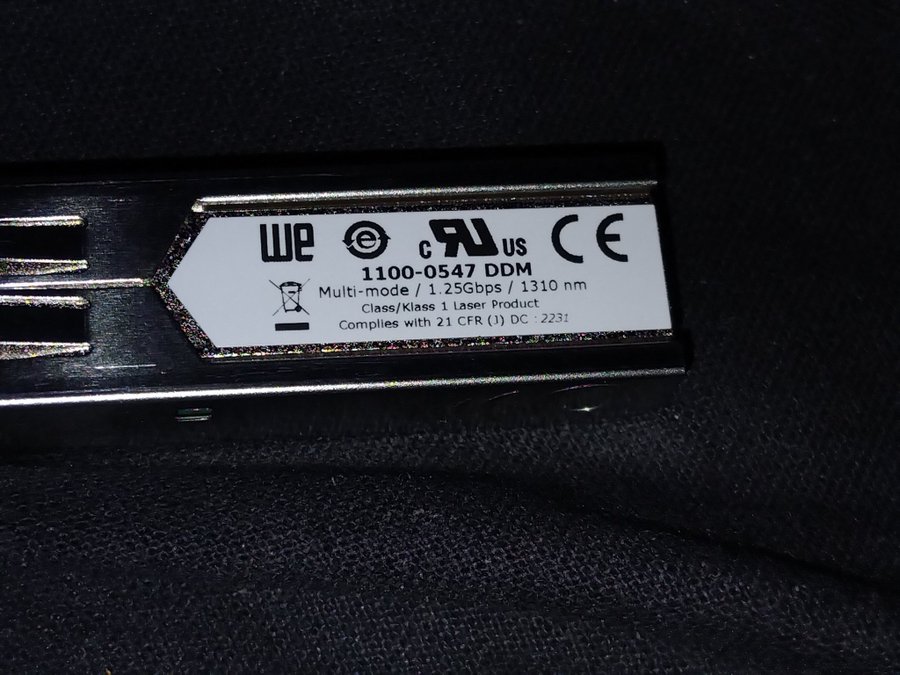 we e c RU US CE
1100-0547 DDM
Multi-mode / 1.25Gbps / 1310 nm
Class/Klass 1 Laser Product
Complies with 21 CFR (J) DC : 2231